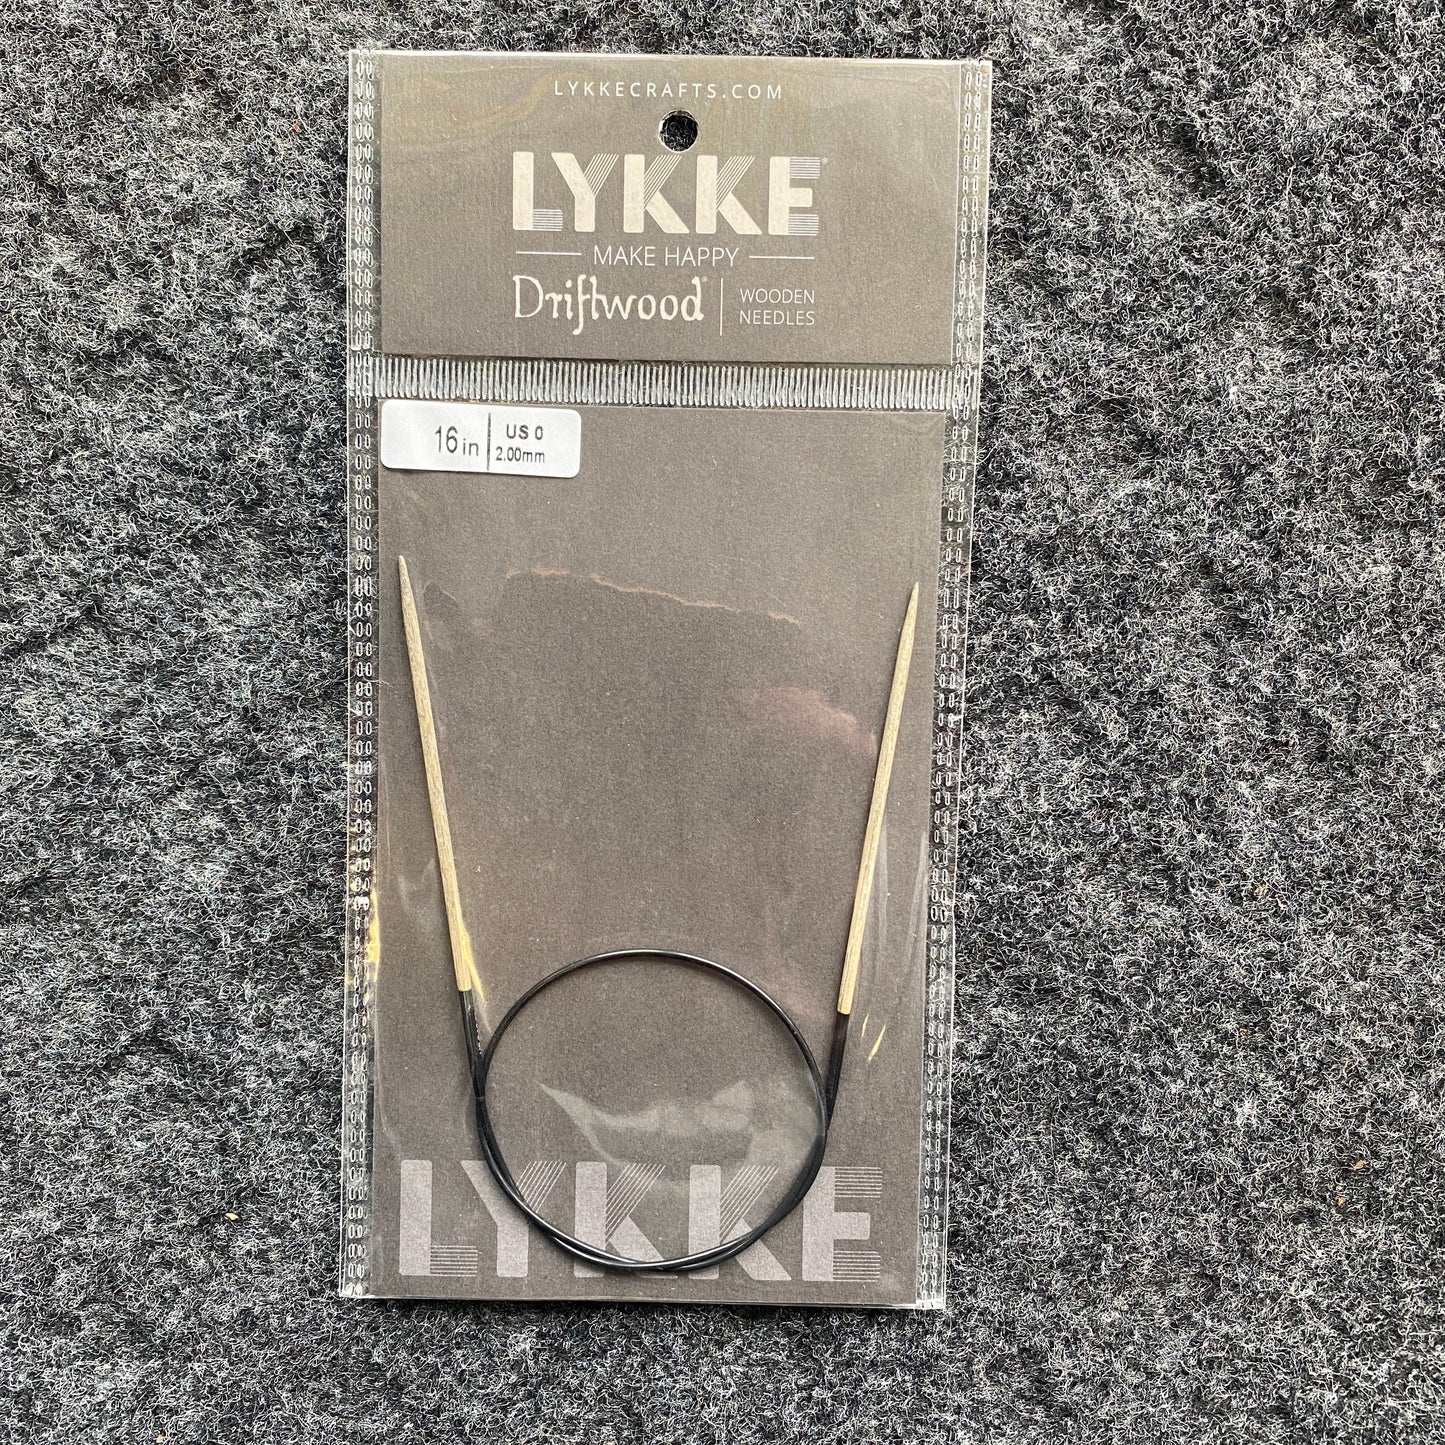 LYKKECRAFTS.COM
LYKKE®
MAKE HAPPY
Driftwood®
WOODEN
NEEDLES
16in
US 0
2.00mm
LYKKE